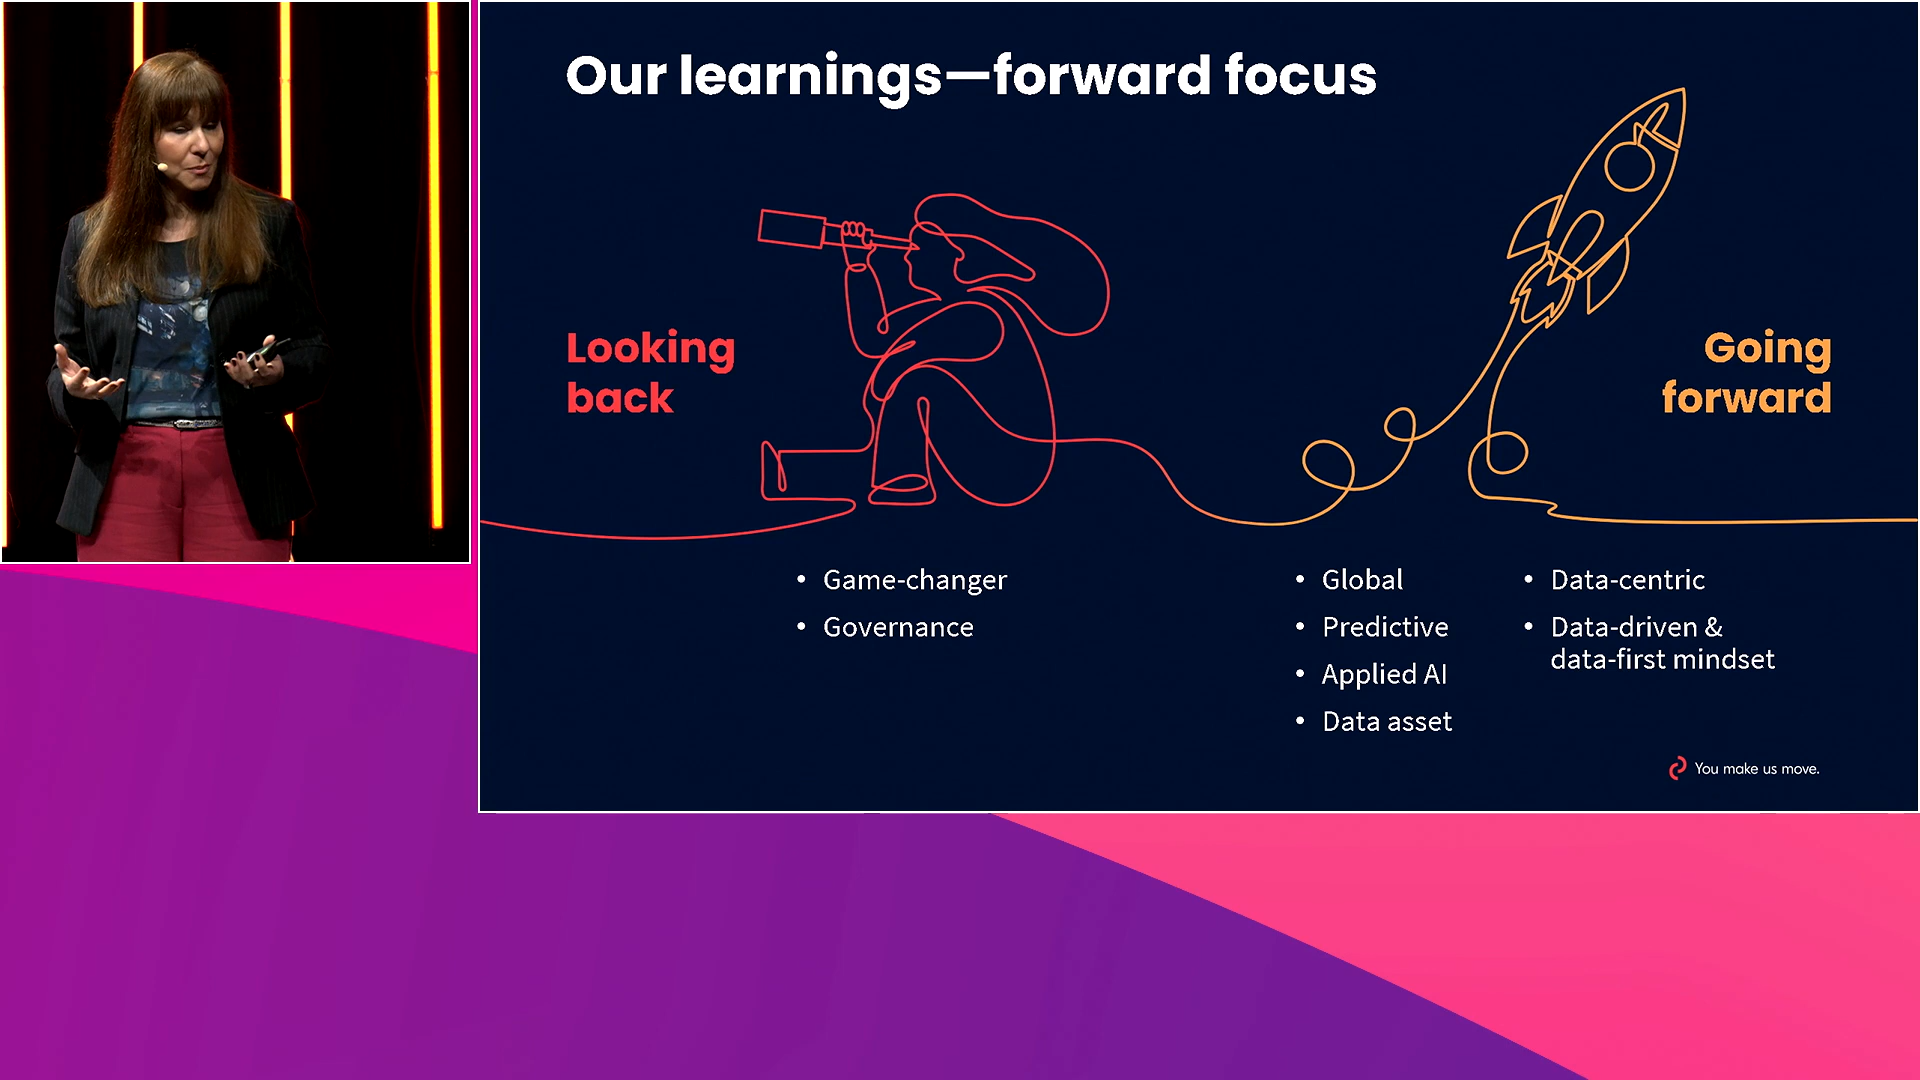 Our learnings—forward focus
Looking
back
Going
forward
• Game-changer
• Governance
• Global
• Predictive
• Applied AI
• Data asset
• Data-centric
• Data-driven &
data-first mindset
You make us move.